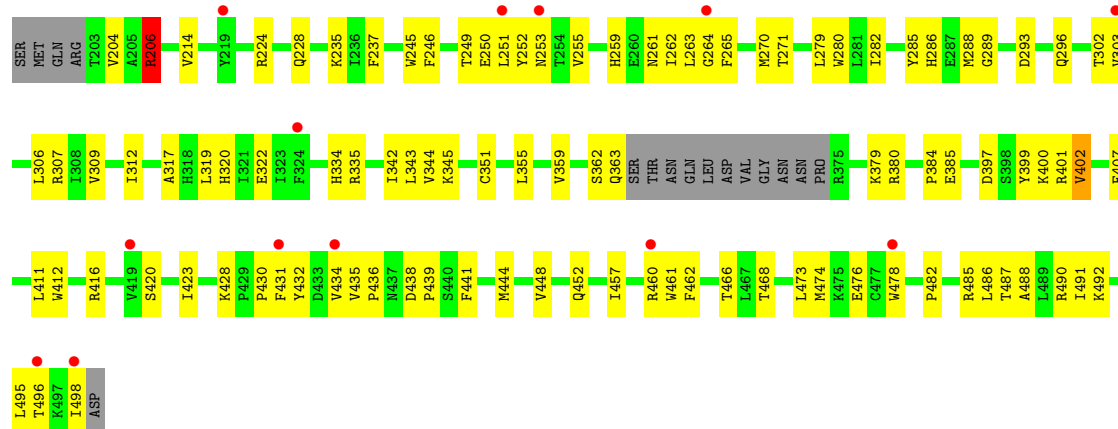 SER MET GLN ARG T203 V204 A205 R206 V214 Y219 R224 Q228 K235 I236 F237 W245 F246 T249 E250 L251 Y252 N253 T254 V255 H259 E260 N261 I262 L263 G264 F265 M270 T271 L279 W280 L281 I282 Y285 H286 E287 M288 G289 D293 Q296 T302 V303
L306 R307 I308 V309 I312 A317 H318 L319 H320 I321 E322 I323 F324 H334 R335 I342 L343 V344 K345 C351 L355 V359 S362 Q363 SER THR ASN GLN LEU ASP VAL GLY ASN ASN PRO R375 K379 R380 P384 E385 D397 S398 Y399 K400 R401 V402 E407
L411 W412 R416 V419 S420 I423 K428 P429 P430 F431 Y432 D433 V434 V435 P436 N437 D438 P439 S440 F441 M444 V448 Q452 I457 R460 W461 F462 T466 L467 T468 L473 M474 K475 E476 C477 W478 P482 R485 L486 T487 A488 L489 R490 I491 K492
L495 T496 K497 I498 ASP